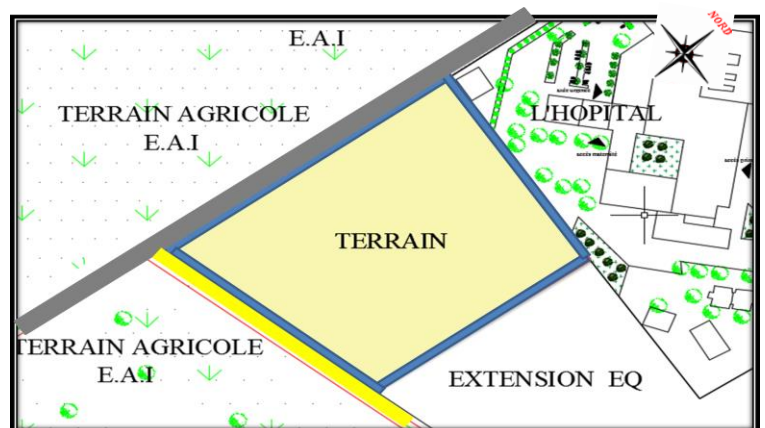 E.A.I
NORD
TERRAIN AGRICOLE
E.A.I
L'HOPITAL
TERRAIN
TERRAIN AGRICOLE
E.A.I
EXTENSION EQ